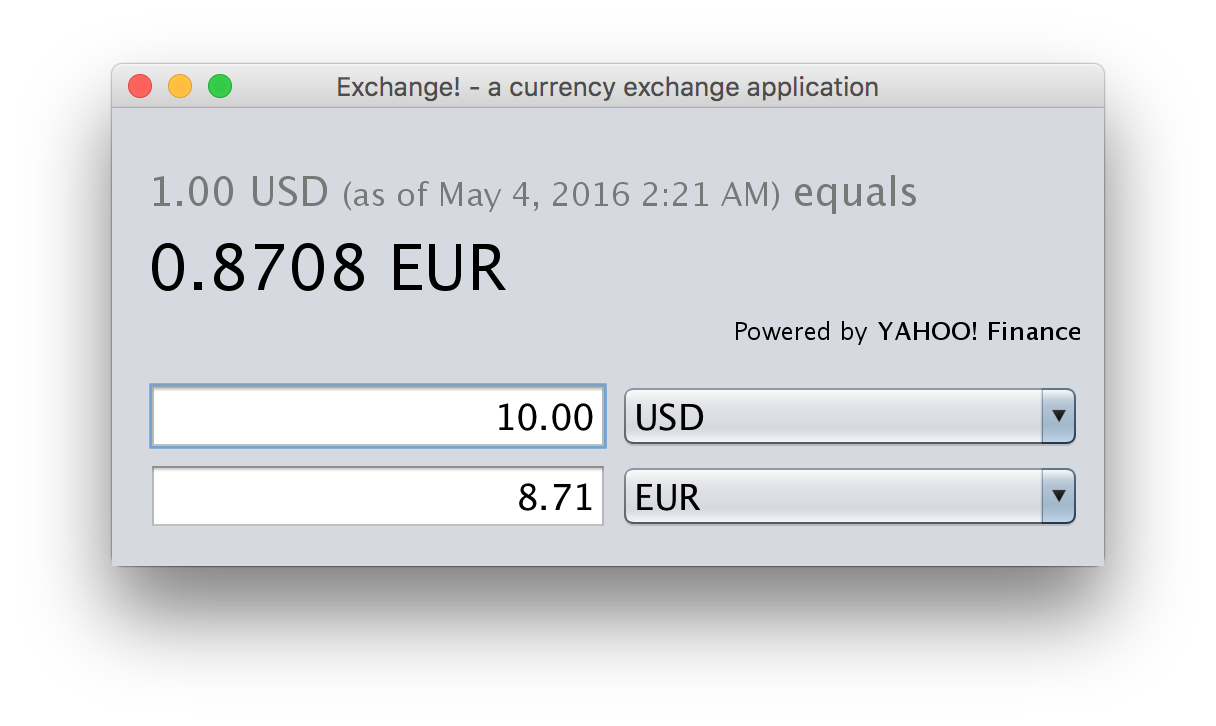 Exchange! - a currency exchange application
1.00 USD (as of May 4, 2016 2:21 AM) equals
0.8708 EUR
Powered by YAHOO! Finance
10.00 USD
8.71 EUR